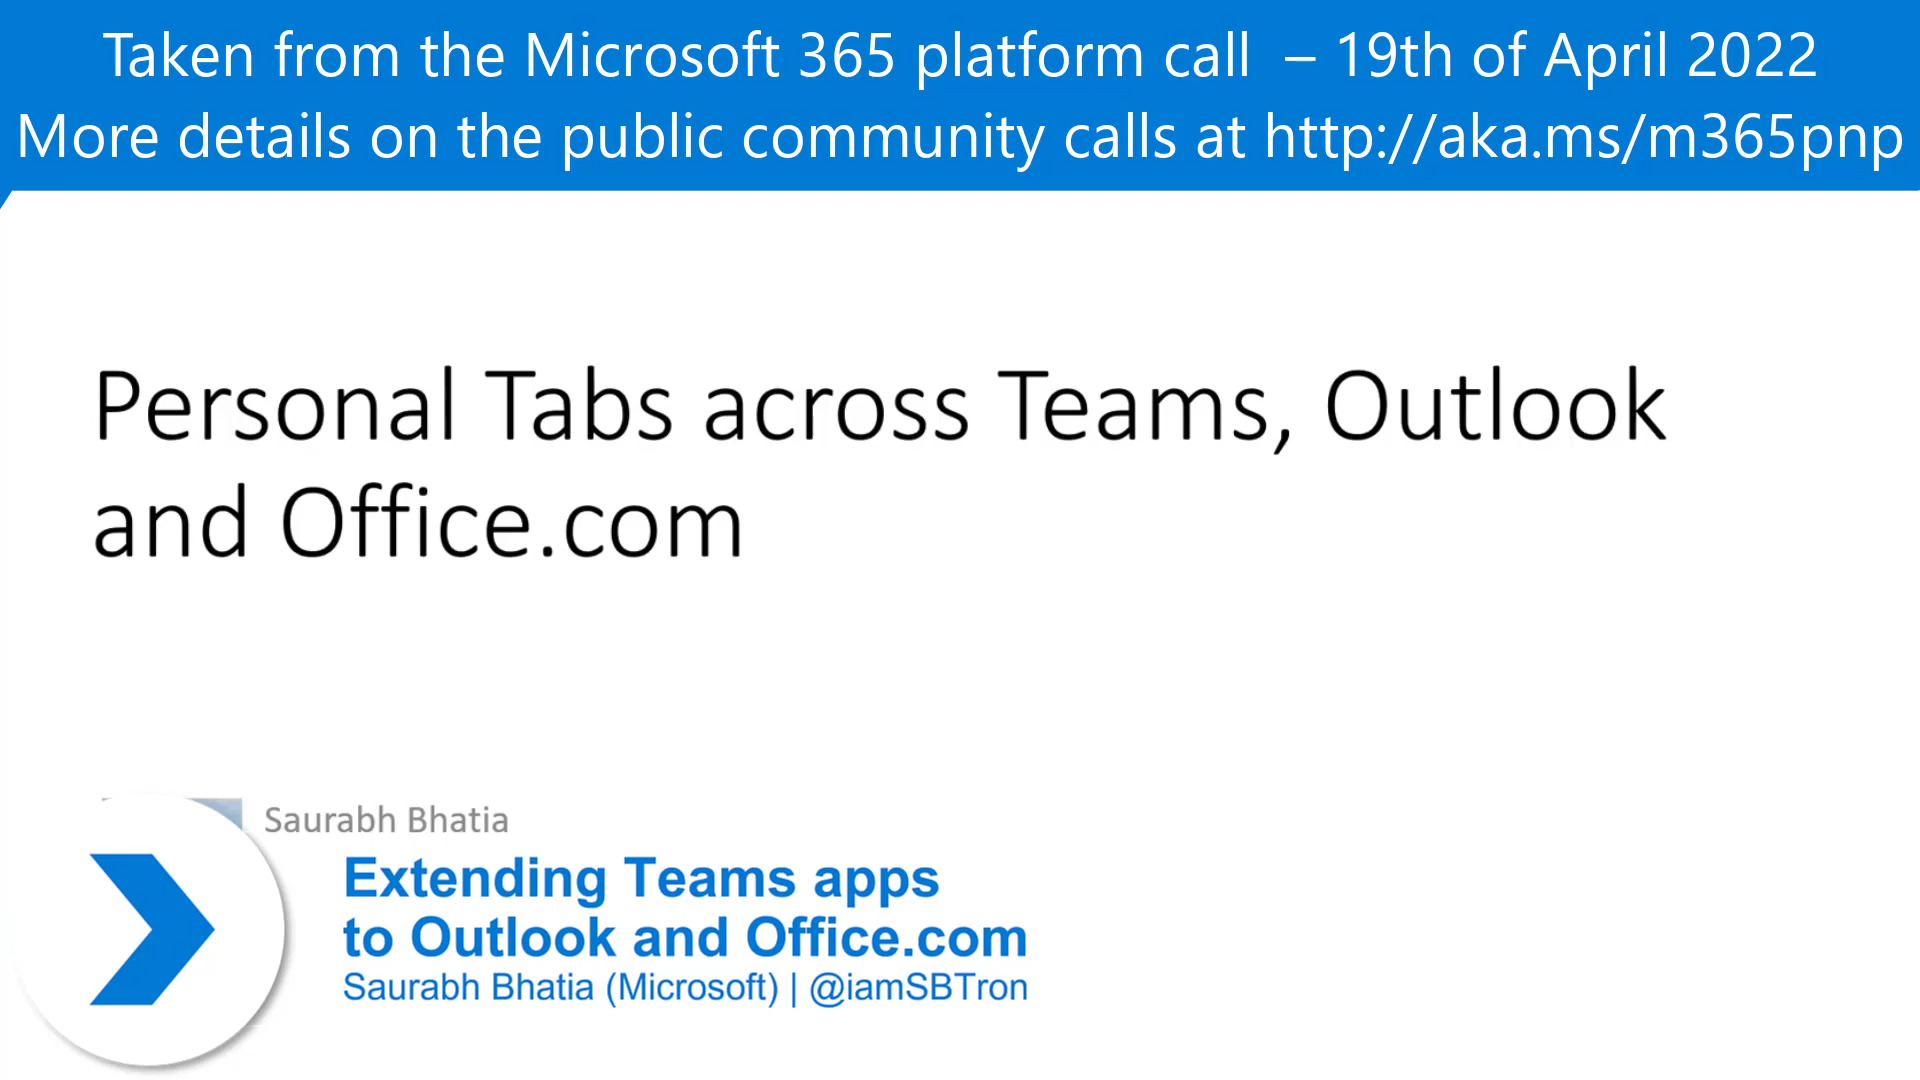 Taken from the Microsoft 365 platform call – 19th of April 2022
More details on the public community calls at http://aka.ms/m365pnp
Personal Tabs across Teams, Outlook
and Office.com
Saurabh Bhatia
Extending Teams apps
to Outlook and Office.com
Saurabh Bhatia (Microsoft) | @iamSBTron